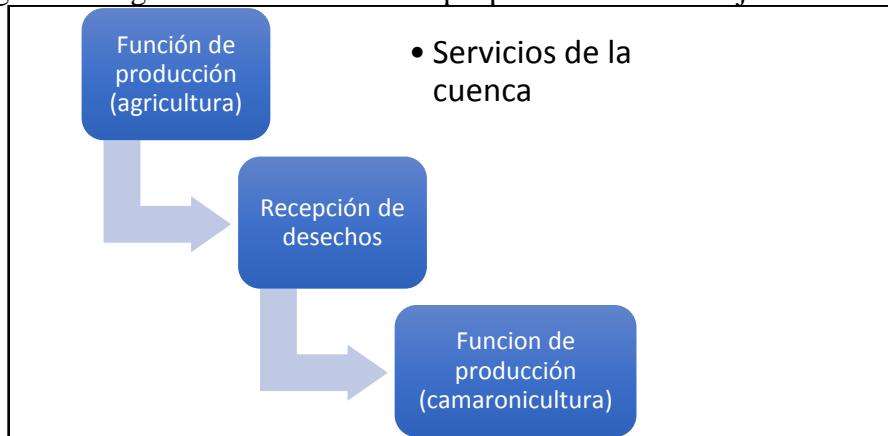 Función de
producción
(agricultura)
• Servicios de la
cuenca
Recepción de
desechos
Funcion de
producción
(camaronicultura)